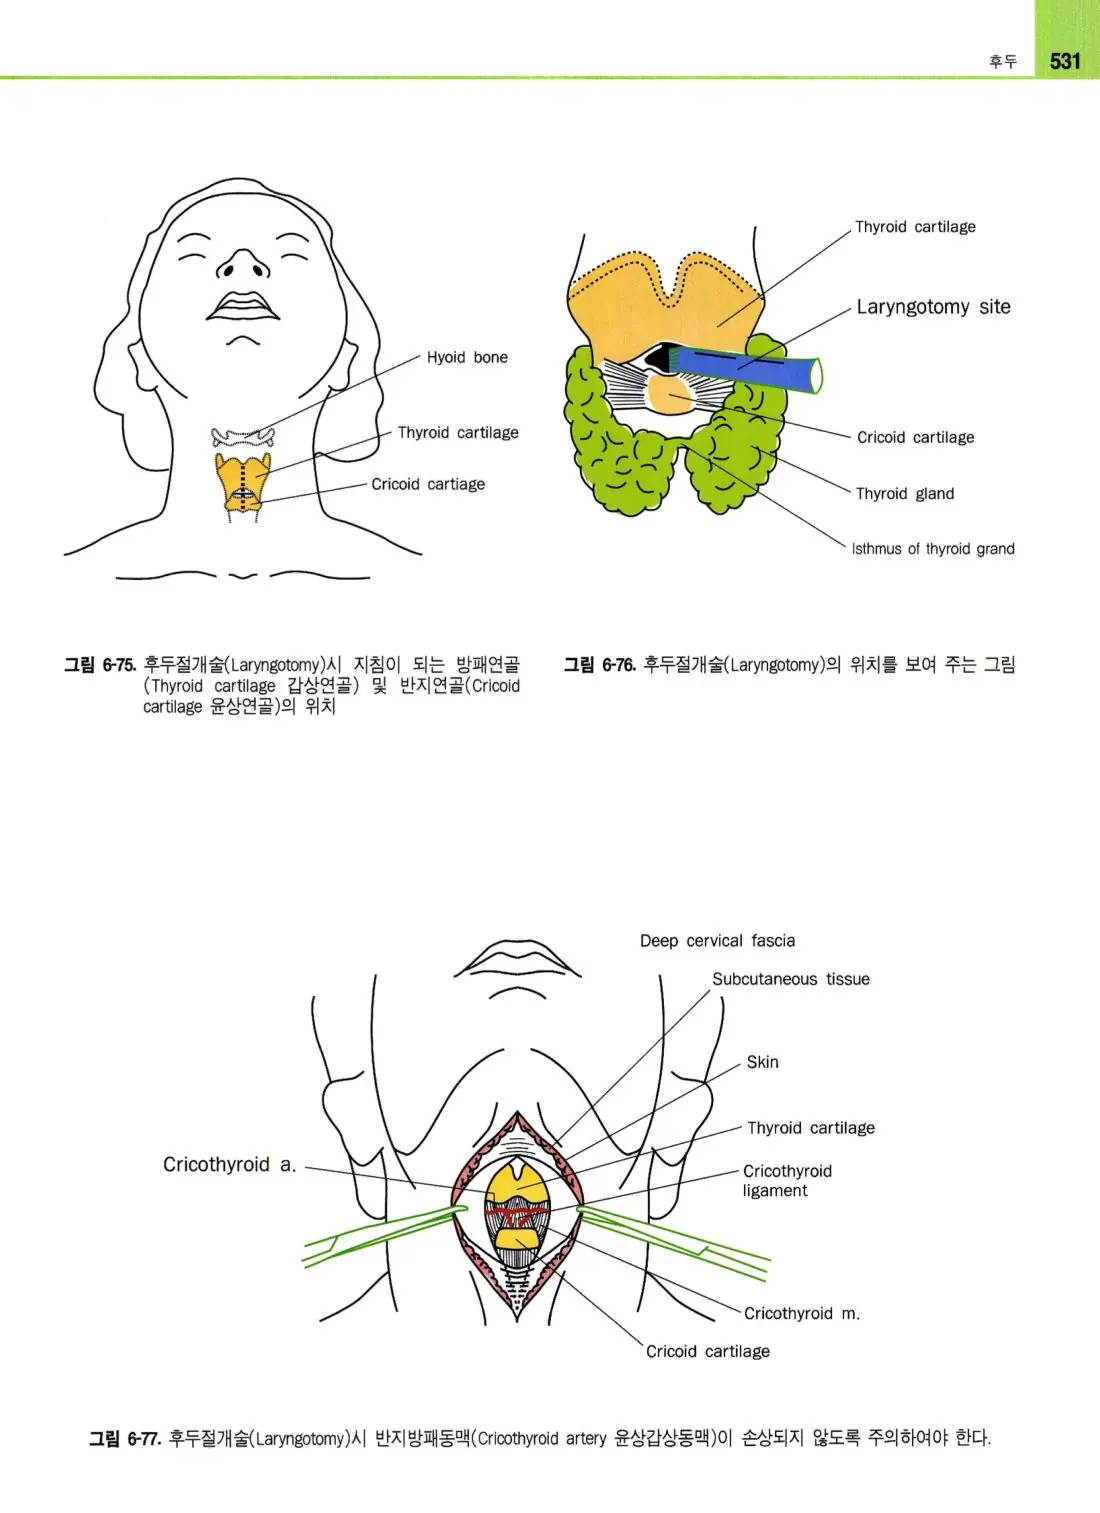 후두 531
Thyroid cartilage
Laryngotomy site
Hyoid bone
Thyroid cartilage
Cricoid cartiage
Cricoid cartilage
Thyroid gland
Isthmus of thyroid grand
그림 6-75. 후두절개술(Laryngotomy)시 지침이 되는 방패연골
(Thyroid cartilage 갑상연골) 및 반지연골(Cricoid
cartilage 윤상연골)의 위치
그림 6-76. 후두절개술(Laryngotomy)의 위치를 보여 주는 그림
Deep cervical fascia
Subcutaneous tissue
Skin
Thyroid cartilage
Cricothyroid a.
Cricothyroid
ligament
Cricothyroid m.
Cricoid cartilage
그림 6-77. 후두절개술(Laryngotomy)시 반지방패동맥(Cricothyroid artery 윤상갑상동맥)이 손상되지 않도록 주의하여야 한다.